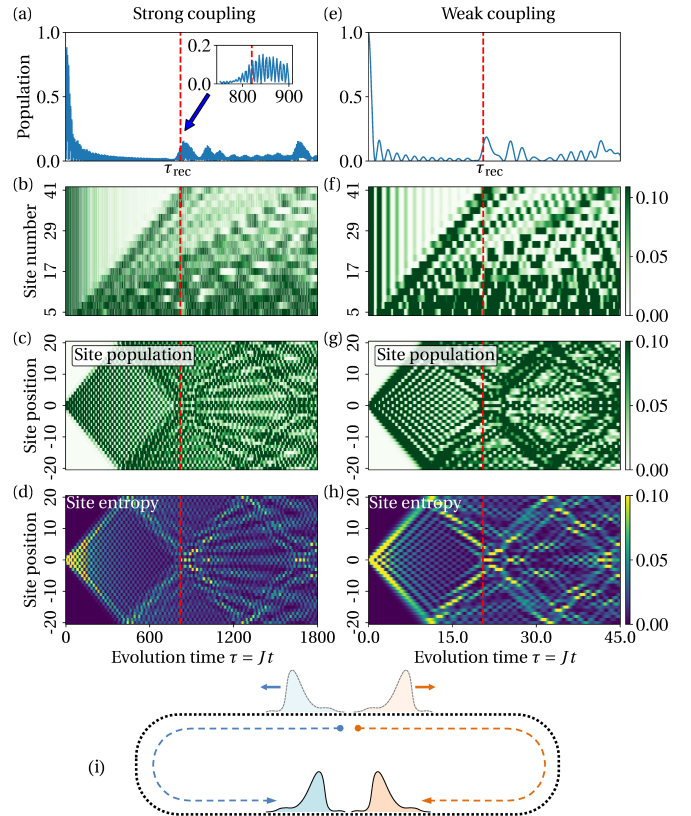 (a) Strong coupling (e) Weak coupling
Population
1.0
0.5
0.0
0.2
0.0
800 900
τrec
1.0
0.5
0.0
τrec
(b) (f)
Site number
41
29
17
5
0.10
0.05
0.00
(c) (g)
Site position
20
10
0
-10
-20
Site population
Site population
0.10
0.05
0.00
(d) (h)
Site position
20
10
0
-10
-20
Site entropy
Site entropy
0.10
0.05
0.00
0 600 1200 1800
0.0 15.0 30.0 45.0
Evolution time τ = Jt Evolution time τ = Jt
(i)